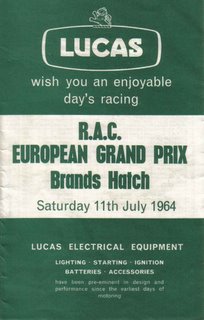 LUCAS
wish you an enjoyable
day's racing
R.A.C.
EUROPEAN GRAND PRIX
Brands Hatch
Saturday 11th July 1964
LUCAS ELECTRICAL EQUIPMENT
LIGHTING · STARTING · IGNITION
BATTERIES · ACCESSORIES
have been pre-eminent in design and
performance since the earliest days of
motoring